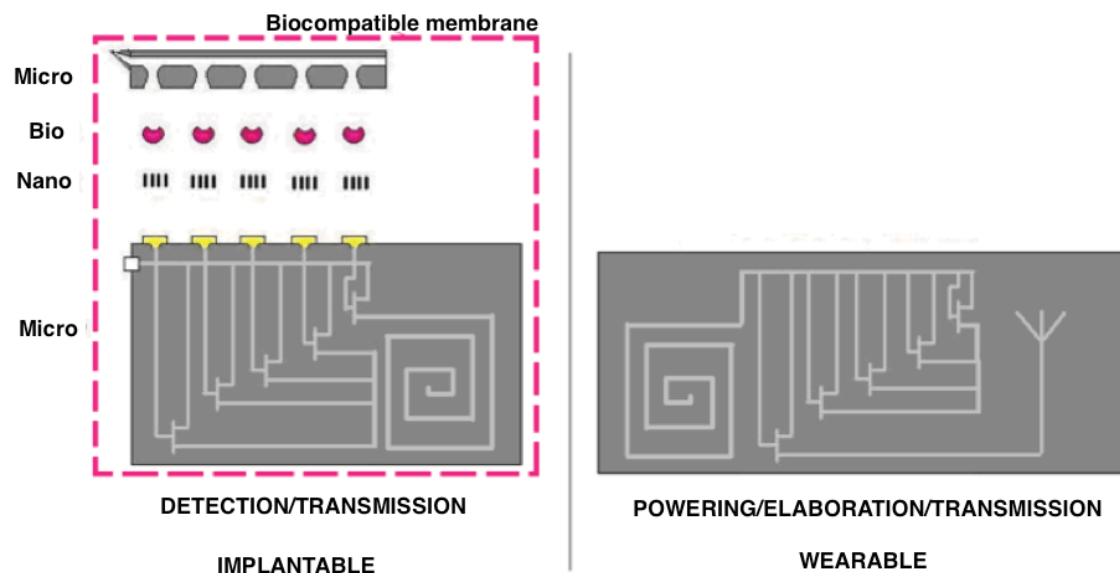 Biocompatible membrane
Micro
Bio
Nano
Micro
DETECTION/TRANSMISSION
IMPLANTABLE
POWERING/ELABORATION/TRANSMISSION
WEARABLE